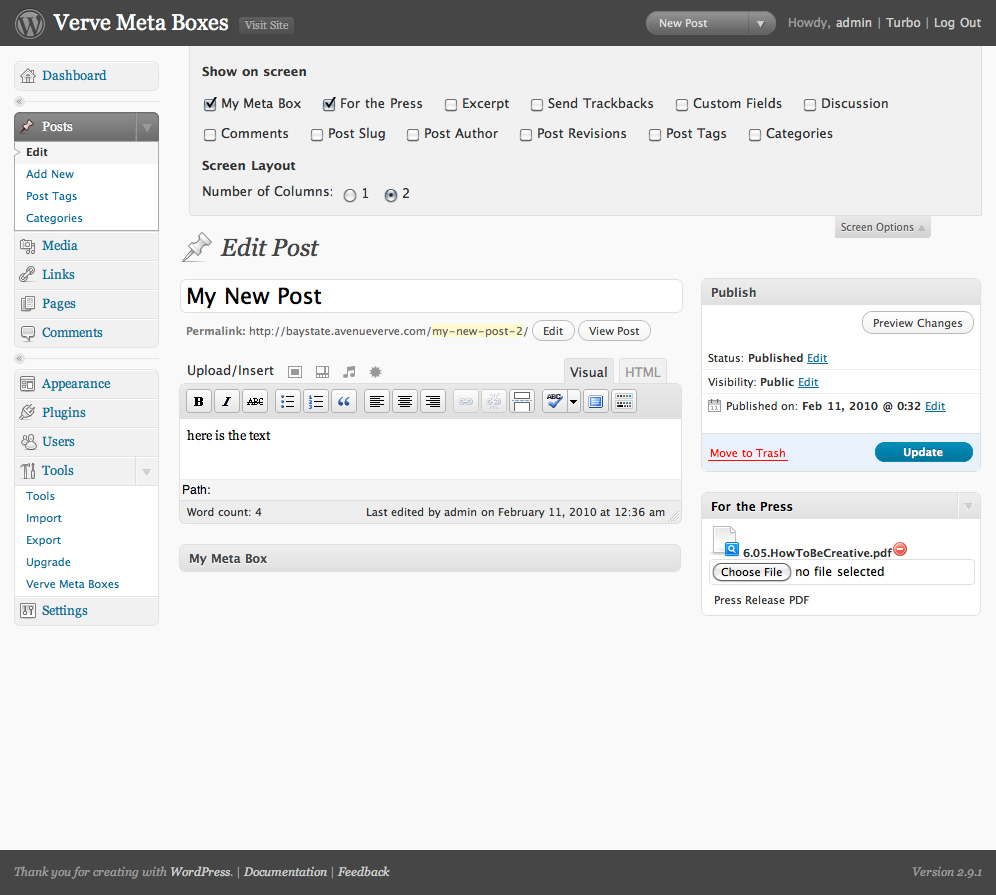 Verve Meta Boxes Visit Site New Post Howdy, admin | Turbo | Log Out
Dashboard
Posts
Edit
Add New
Post Tags
Categories
Media
Links
Pages
Comments
Appearance
Plugins
Users
Tools
Tools
Import
Export
Upgrade
Verve Meta Boxes
Settings
Show on screen
My Meta Box For the Press Excerpt Send Trackbacks Custom Fields Discussion
Comments Post Slug Post Author Post Revisions Post Tags Categories
Screen Layout
Number of Columns: 1 2
Screen Options
Edit Post
My New Post
Permalink: http://baystate.avenueverve.com/my-new-post-2/ Edit View Post
Upload/Insert Visual HTML
B I ABC ABC
here is the text
Path:
Word count: 4 Last edited by admin on February 11, 2010 at 12:36 am
My Meta Box
Publish
Preview Changes
Status: Published Edit
Visibility: Public Edit
Published on: Feb 11, 2010 @ 0:32 Edit
Move to Trash Update
For the Press
6.05.HowToBeCreative.pdf
Choose File no file selected
Press Release PDF
Thank you for creating with WordPress. | Documentation | Feedback Version 2.9.1